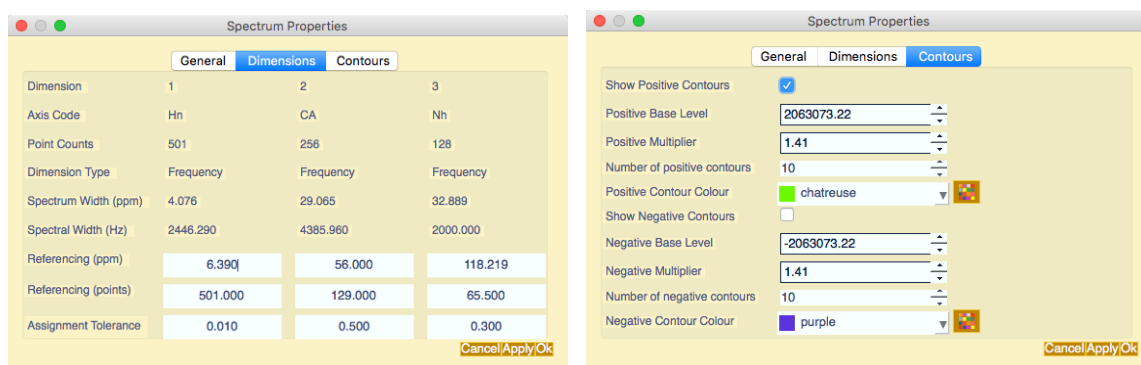 Spectrum Properties
General Dimensions Contours
Dimension 1 2 3
Axis Code Hn CA Nh
Point Counts 501 256 128
Dimension Type Frequency Frequency Frequency
Spectrum Width (ppm) 4.076 29.065 32.889
Spectral Width (Hz) 2446.290 4385.960 2000.000
Referencing (ppm) 6.390 56.000 118.219
Referencing (points) 501.000 129.000 65.500
Assignment Tolerance 0.010 0.500 0.300
Cancel Apply Ok
Spectrum Properties
General Dimensions Contours
Show Positive Contours
Positive Base Level 2063073.22
Positive Multiplier 1.41
Number of positive contours 10
Positive Contour Colour chatreuse
Show Negative Contours
Negative Base Level -2063073.22
Negative Multiplier 1.41
Number of negative contours 10
Negative Contour Colour purple
Cancel Apply Ok